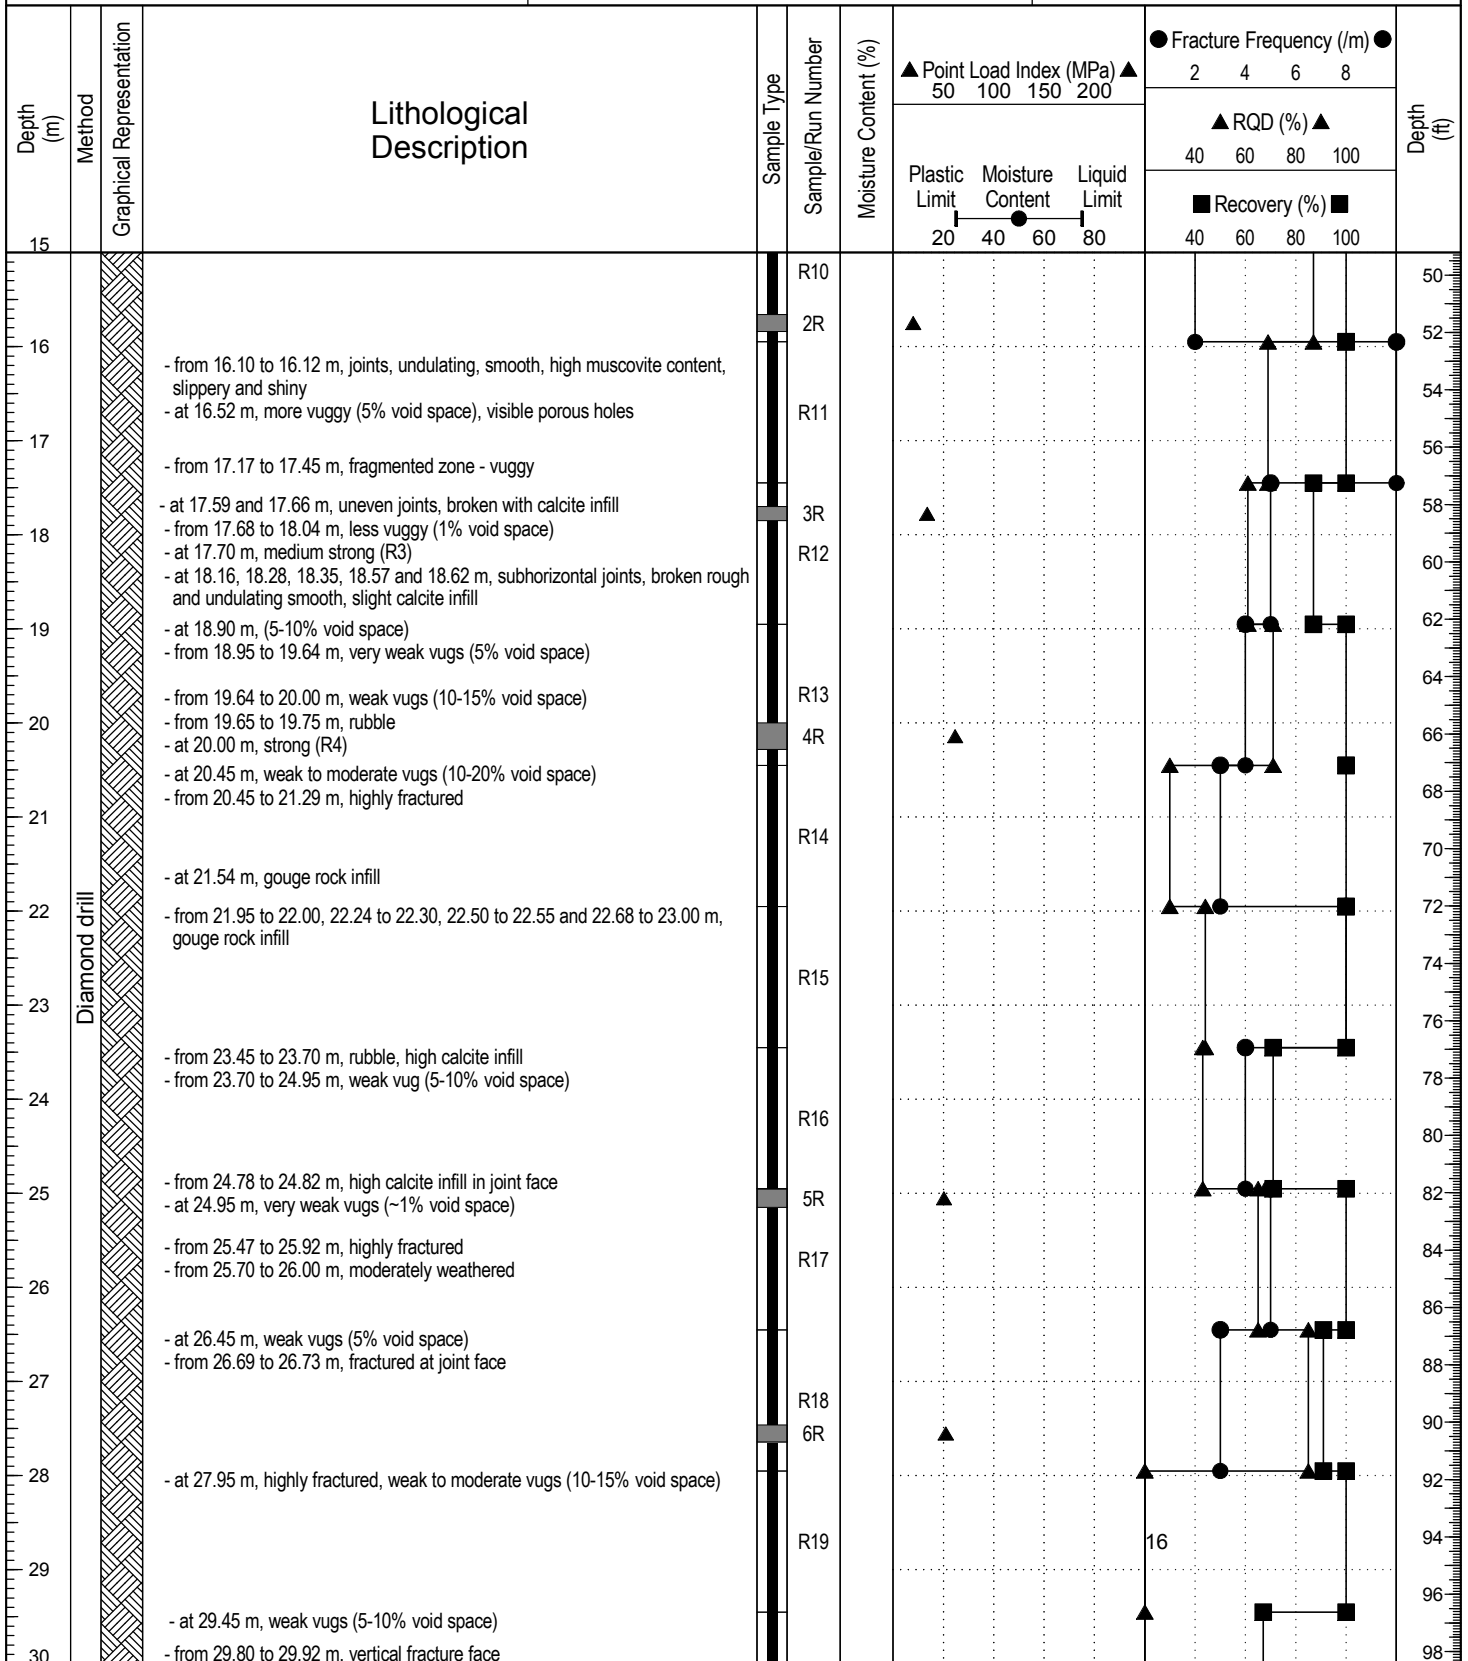 Depth (m)
Method
Graphical Representation
Lithological
Description
Sample Type
Sample/Run Number
Moisture Content (%)
▲ Point Load Index (MPa) ▲
50 100 150 200
Plastic Limit
Moisture Content
Liquid Limit
20 40 60 80
● Fracture Frequency (/m) ●
2 4 6 8
▲ RQD (%) ▲
40 60 80 100
■ Recovery (%) ■
40 60 80 100
Depth (ft)
15
R10
50
2R
52
16
- from 16.10 to 16.12 m, joints, undulating, smooth, high muscovite content,
slippery and shiny
54
- at 16.52 m, more vuggy (5% void space), visible porous holes
R11
17
56
- from 17.17 to 17.45 m, fragmented zone - vuggy
- at 17.59 and 17.66 m, uneven joints, broken with calcite infill
58
3R
- from 17.68 to 18.04 m, less vuggy (1% void space)
18
- at 17.70 m, medium strong (R3)
R12
60
- at 18.16, 18.28, 18.35, 18.57 and 18.62 m, subhorizontal joints, broken rough
and undulating smooth, slight calcite infill
62
19
- at 18.90 m, (5-10% void space)
- from 18.95 to 19.64 m, very weak vugs (5% void space)
64
- from 19.64 to 20.00 m, weak vugs (10-15% void space)
R13
20
- from 19.65 to 19.75 m, rubble
66
4R
- at 20.00 m, strong (R4)
- at 20.45 m, weak to moderate vugs (10-20% void space)
68
- from 20.45 to 21.29 m, highly fractured
21
R14
70
- at 21.54 m, gouge rock infill
Diamond drill
72
22
- from 21.95 to 22.00, 22.24 to 22.30, 22.50 to 22.55 and 22.68 to 23.00 m,
gouge rock infill
74
R15
23
76
- from 23.45 to 23.70 m, rubble, high calcite infill
78
- from 23.70 to 24.95 m, weak vug (5-10% void space)
24
R16
80
- from 24.78 to 24.82 m, high calcite infill in joint face
25
82
5R
- at 24.95 m, very weak vugs (~1% void space)
- from 25.47 to 25.92 m, highly fractured
84
R17
- from 25.70 to 26.00 m, moderately weathered
26
86
- at 26.45 m, weak vugs (5% void space)
- from 26.69 to 26.73 m, fractured at joint face
88
27
R18
90
6R
28
- at 27.95 m, highly fractured, weak to moderate vugs (10-15% void space)
92
R19
16
94
29
96
- at 29.45 m, weak vugs (5-10% void space)
30
- from 29.80 to 29.92 m, vertical fracture face
98